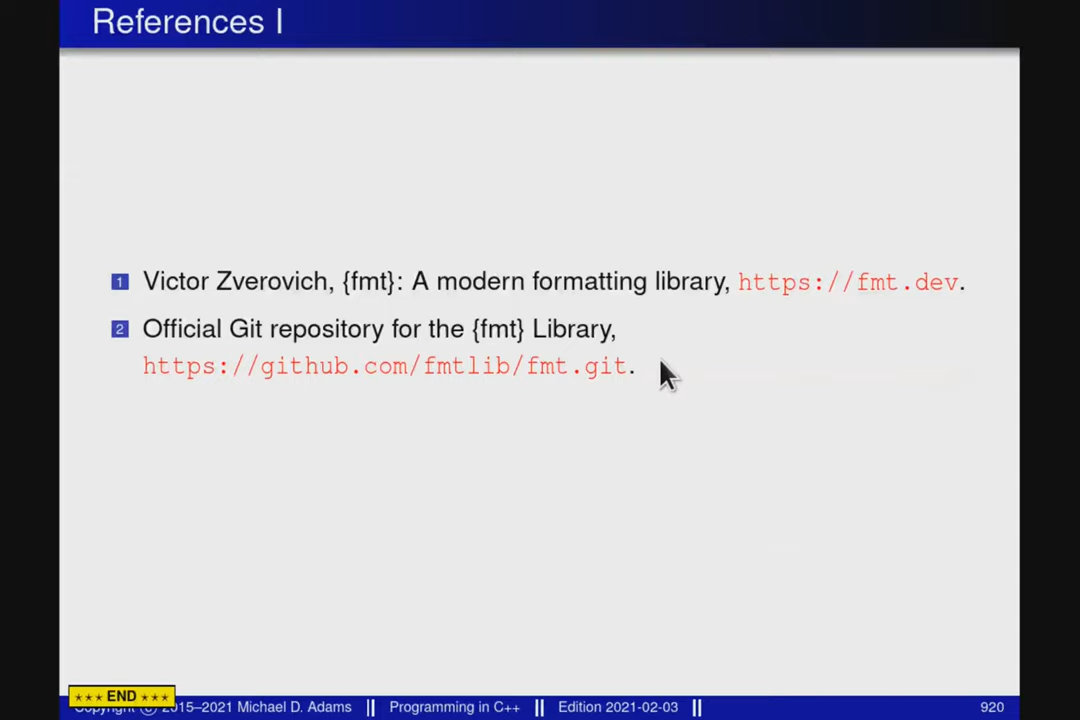 References I
1 Victor Zverovich, {fmt}: A modern formatting library, https://fmt.dev.
2 Official Git repository for the {fmt} Library,
https://github.com/fmtlib/fmt.git.
★★★ END ★★★
Copyright © 2015–2021 Michael D. Adams || Programming in C++ || Edition 2021-02-03 || 920